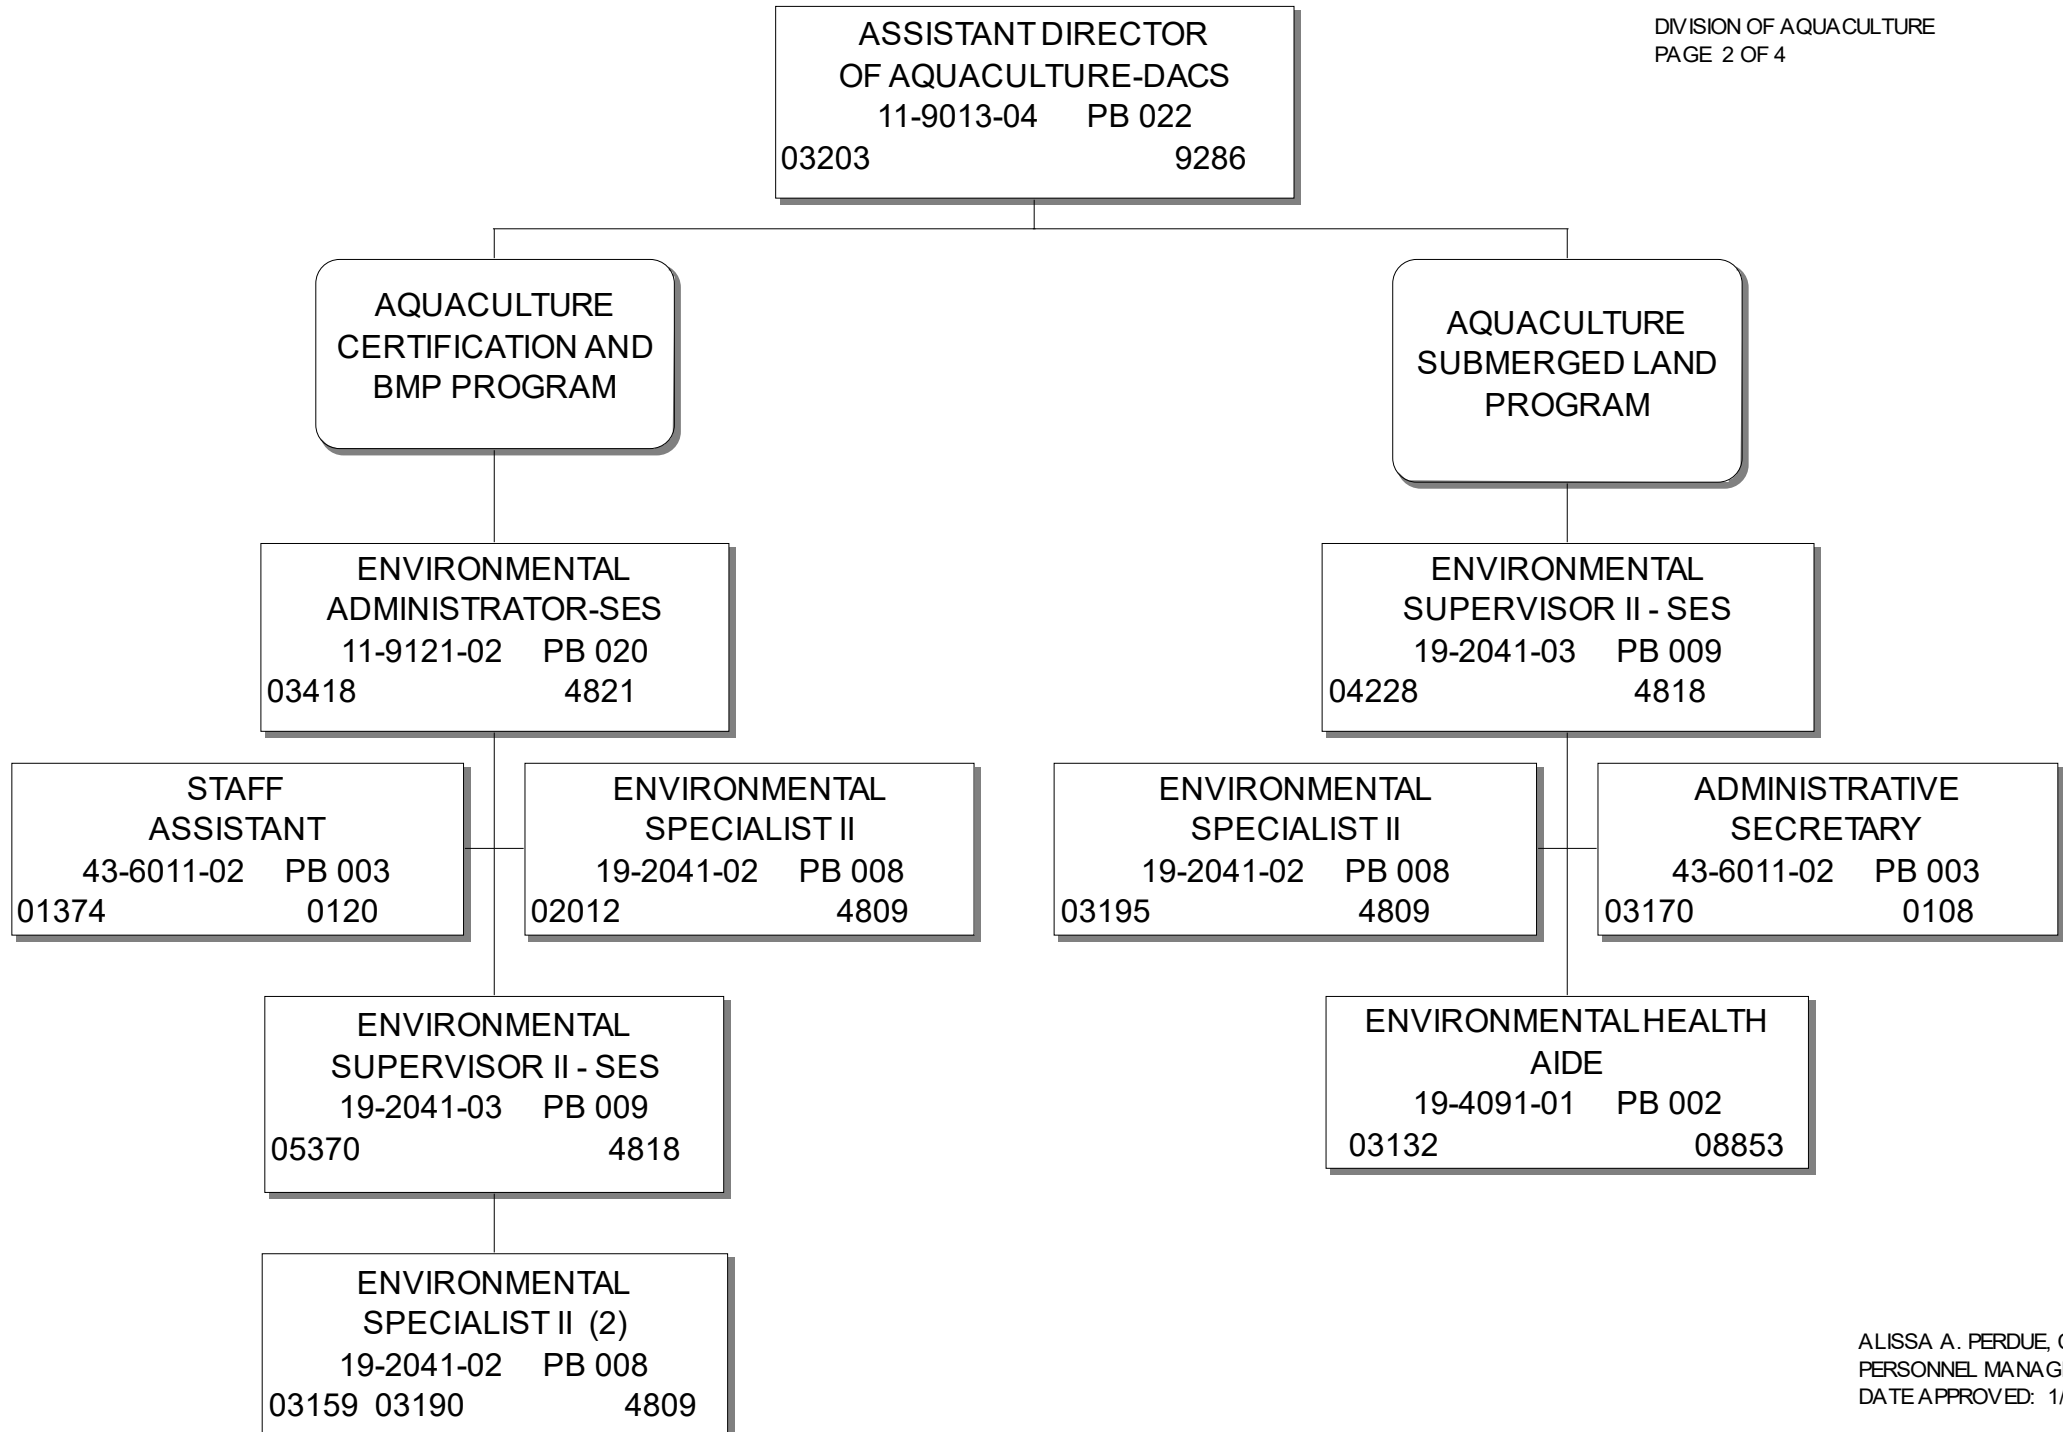 DIVISION OF AQUACULTURE
PAGE 2 OF 4
ASSISTANT DIRECTOR
OF AQUACULTURE-DACS
11-9013-04 PB 022
03203 9286
AQUACULTURE
CERTIFICATION AND
BMP PROGRAM
AQUACULTURE
SUBMERGED LAND
PROGRAM
ENVIRONMENTAL
ADMINISTRATOR-SES
11-9121-02 PB 020
03418 4821
ENVIRONMENTAL
SUPERVISOR II - SES
19-2041-03 PB 009
04228 4818
STAFF
ASSISTANT
43-6011-02 PB 003
01374 0120
ENVIRONMENTAL
SPECIALIST II
19-2041-02 PB 008
02012 4809
ENVIRONMENTAL
SPECIALIST II
19-2041-02 PB 008
03195 4809
ADMINISTRATIVE
SECRETARY
43-6011-02 PB 003
03170 0108
ENVIRONMENTAL
SUPERVISOR II - SES
19-2041-03 PB 009
05370 4818
ENVIRONMENTAL HEALTH
AIDE
19-4091-01 PB 002
03132 08853
ENVIRONMENTAL
SPECIALIST II (2)
19-2041-02 PB 008
03159 03190 4809
ALISSA A. PERDUE,
PERSONNEL
DATE APPROVED: 1/